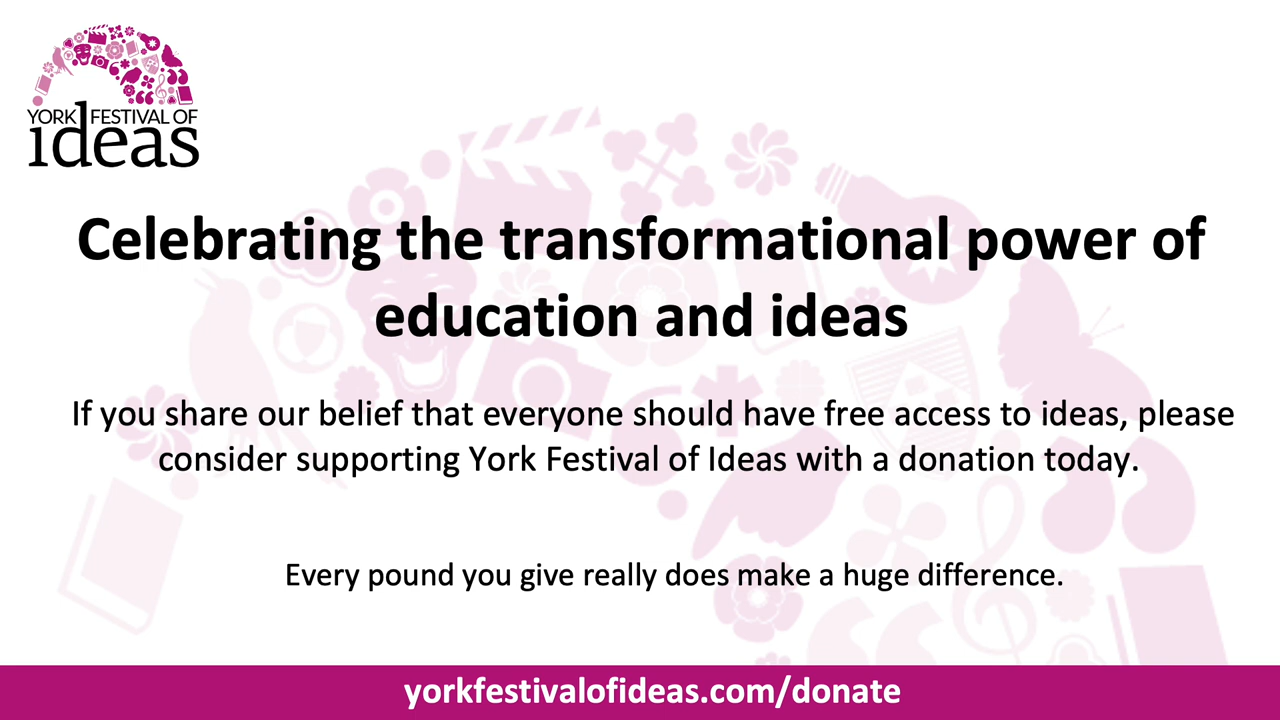 YORK FESTIVAL OF
ideas
Celebrating the transformational power of
education and ideas
If you share our belief that everyone should have free access to ideas, please
consider supporting York Festival of Ideas with a donation today.
Every pound you give really does make a huge difference.
yorkfestivalofideas.com/donate